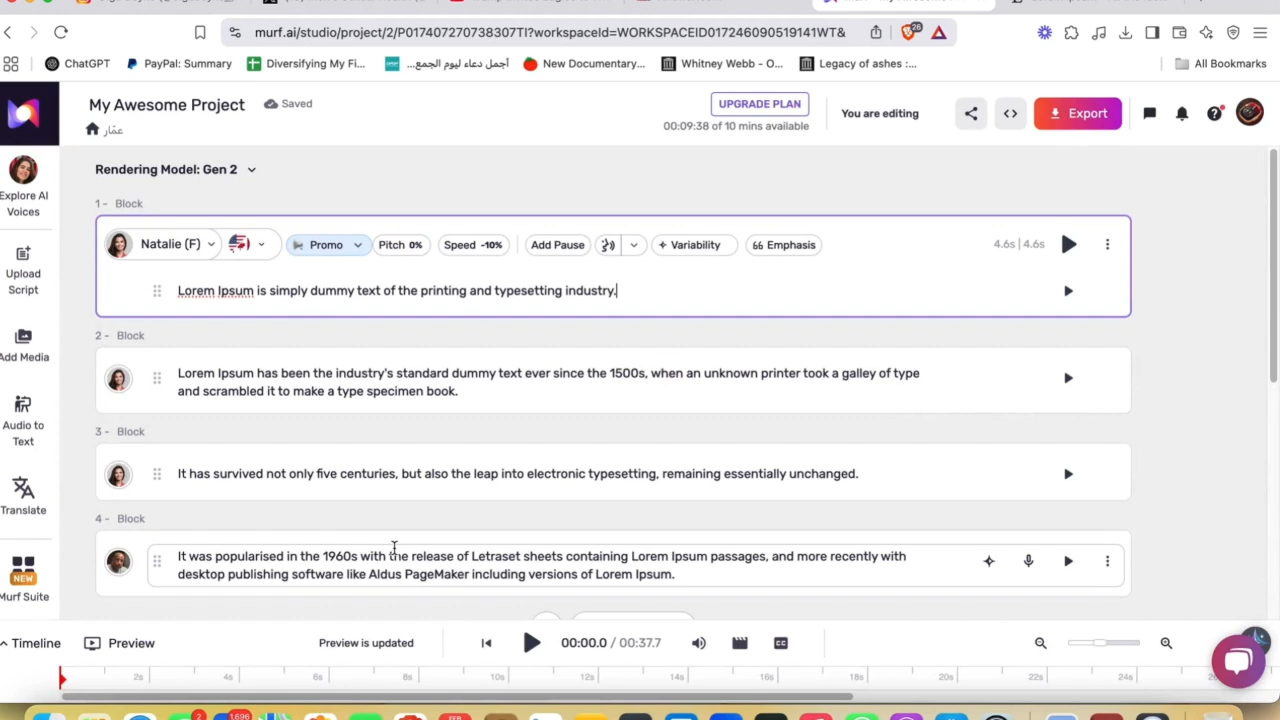 murf.ai/studio/project/2/P017407270738307TI?workspaceId=WORKSPACEID017246090519141WT&
26
ChatGPT
PayPal: Summary
Diversifying My Fi...
أجمل دعاء ليوم الجمع...
New Documentary...
Whitney Webb - O...
Legacy of ashes :...
All Bookmarks
My Awesome Project
Saved
عمّار
UPGRADE PLAN
00:09:38 of 10 mins available
You are editing
Export
Explore AI
Voices
Upload
Script
Add Media
Audio to
Text
Translate
NEW
Murf Suite
Rendering Model: Gen 2
1 - Block
Natalie (F)
Promo
Pitch 0%
Speed -10%
Add Pause
Variability
Emphasis
4.6s | 4.6s
Lorem Ipsum is simply dummy text of the printing and typesetting industry.
2 - Block
Lorem Ipsum has been the industry's standard dummy text ever since the 1500s, when an unknown printer took a galley of type
and scrambled it to make a type specimen book.
3 - Block
It has survived not only five centuries, but also the leap into electronic typesetting, remaining essentially unchanged.
4 - Block
It was popularised in the 1960s with the release of Letraset sheets containing Lorem Ipsum passages, and more recently with
desktop publishing software like Aldus PageMaker including versions of Lorem Ipsum.
Timeline
Preview
Preview is updated
00:00.0 / 00:37.7
CC
2s
4s
6s
8s
10s
12s
14s
16s
18s
20s
22s
24s
2
1,696
FEB